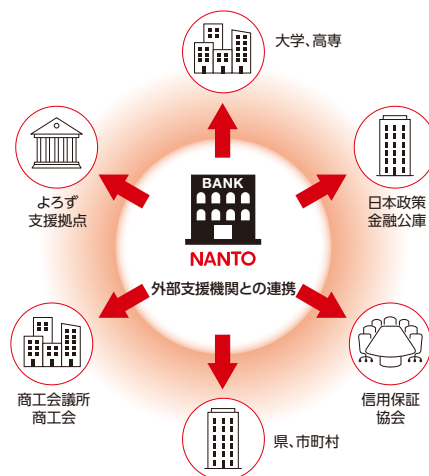 大学、高専
よろず
支援拠点
日本政策
金融公庫
BANK
NANTO
外部支援機関との連携
商工会議所
商工会
信用保証
協会
県、市町村